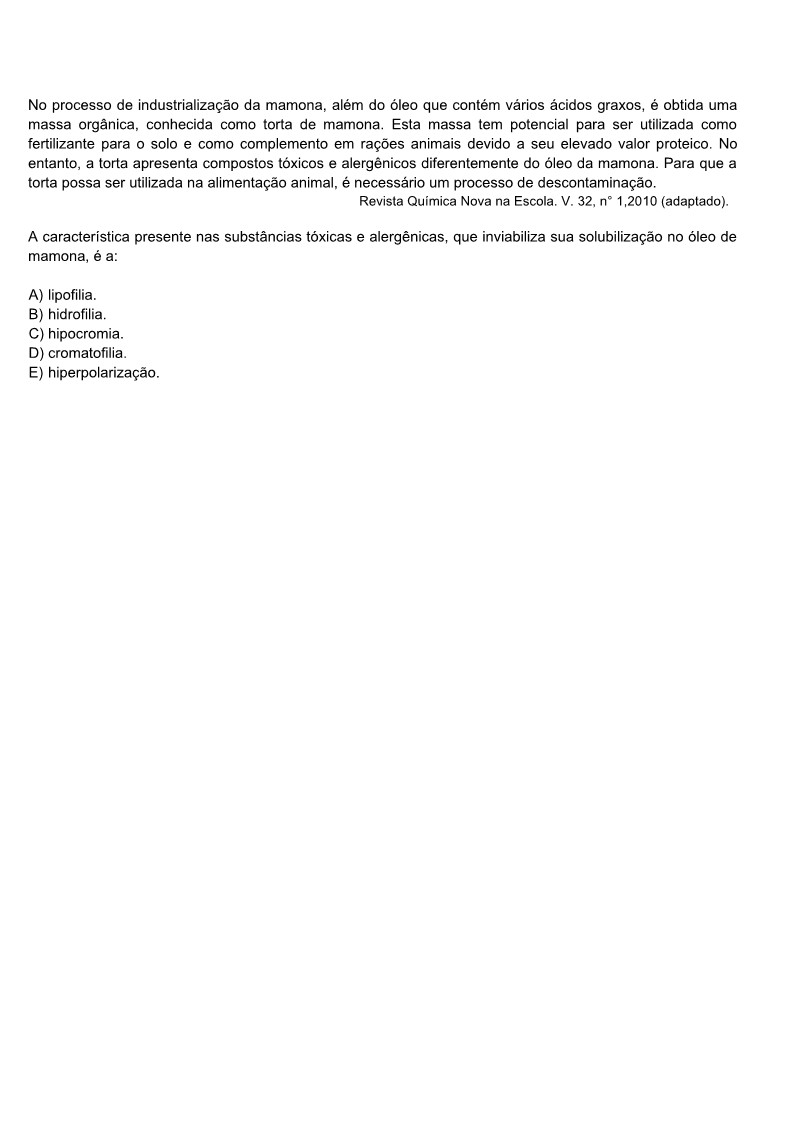 No processo de industrialização da mamona, além do óleo que contém vários ácidos graxos, é obtida uma
massa orgânica, conhecida como torta de mamona. Esta massa tem potencial para ser utilizada como
fertilizante para o solo e como complemento em rações animais devido a seu elevado valor proteico. No
entanto, a torta apresenta compostos tóxicos e alergênicos diferentemente do óleo da mamona. Para que a
torta possa ser utilizada na alimentação animal, é necessário um processo de descontaminação.
Revista Química Nova na Escola. V. 32, n° 1,2010 (adaptado).
A característica presente nas substâncias tóxicas e alergênicas, que inviabiliza sua solubilização no óleo de
mamona, é a:
A) lipofilia.
B) hidrofilia.
C) hipocromia.
D) cromatofilia.
E) hiperpolarização.